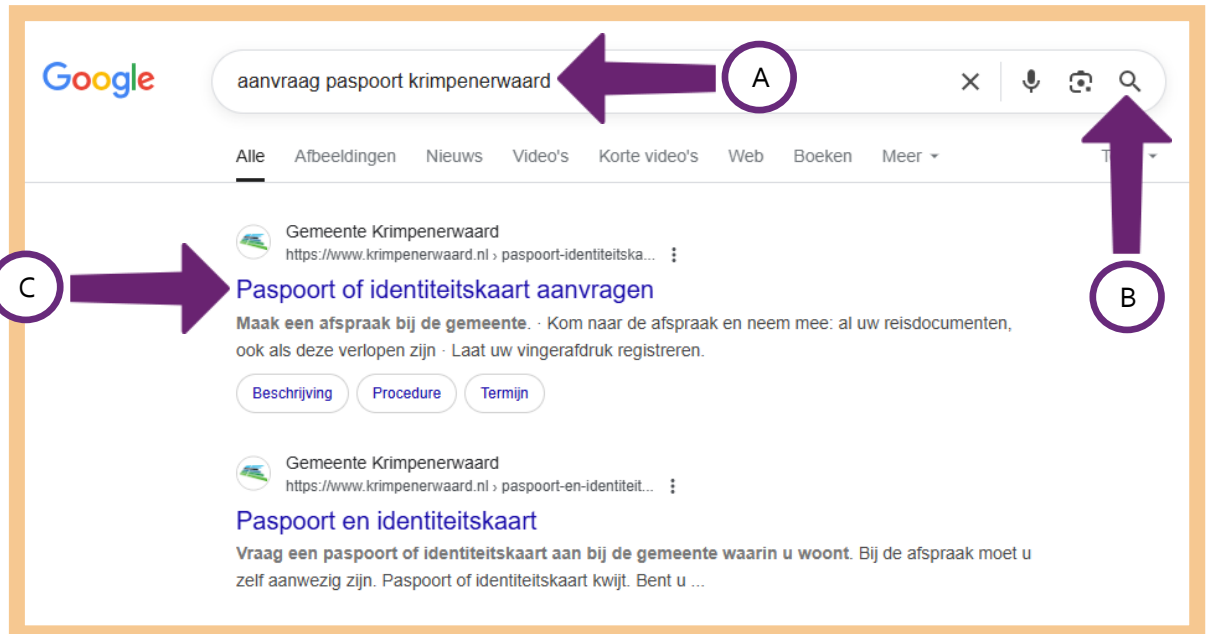 Google
aanvraag paspoort krimpenerwaard
A
Alle Afbeeldingen Nieuws Video's Korte video's Web Boeken Meer
C
Gemeente Krimpenerwaard
https://www.krimpenerwaard.nl › paspoort-identiteitska...
Paspoort of identiteitskaart aanvragen
B
Maak een afspraak bij de gemeente. · Kom naar de afspraak en neem mee: al uw reisdocumenten,
ook als deze verlopen zijn · Laat uw vingerafdruk registreren.
Beschrijving Procedure Termijn
Gemeente Krimpenerwaard
https://www.krimpenerwaard.nl › paspoort-en-identiteit...
Paspoort en identiteitskaart
Vraag een paspoort of identiteitskaart aan bij de gemeente waarin u woont. Bij de afspraak moet u
zelf aanwezig zijn. Paspoort of identiteitskaart kwijt. Bent u ...